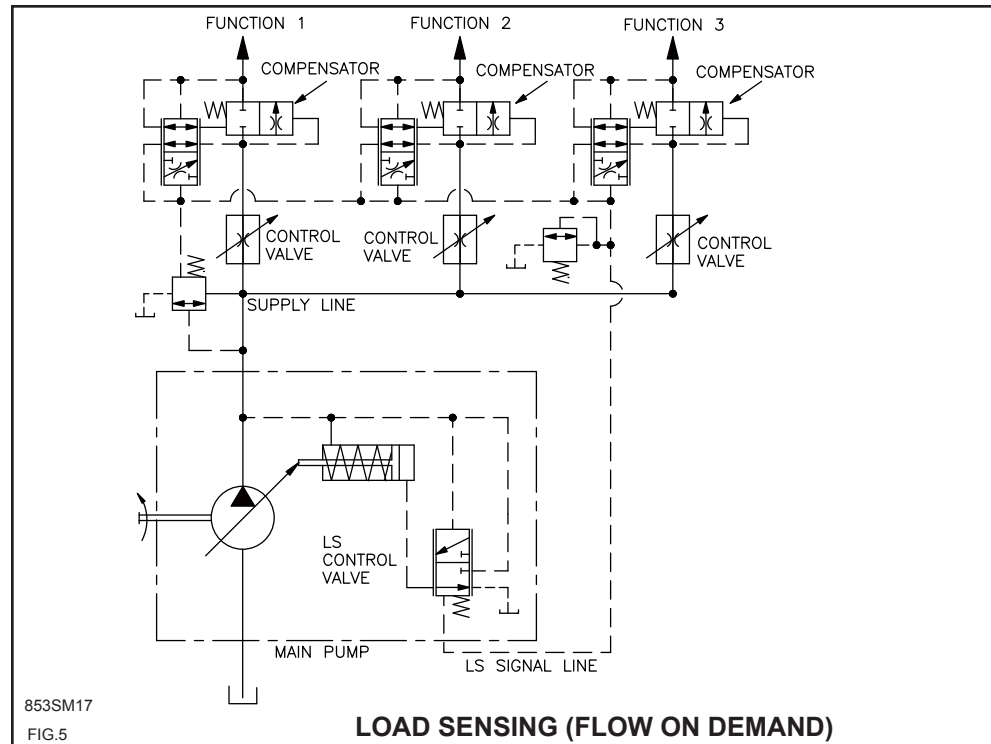 FUNCTION 1
FUNCTION 2
FUNCTION 3
COMPENSATOR
COMPENSATOR
COMPENSATOR
CONTROL
VALVE
CONTROL
VALVE
CONTROL
VALVE
SUPPLY LINE
LS
CONTROL
VALVE
MAIN PUMP
LS SIGNAL LINE
853SM17
FIG.5
LOAD SENSING (FLOW ON DEMAND)